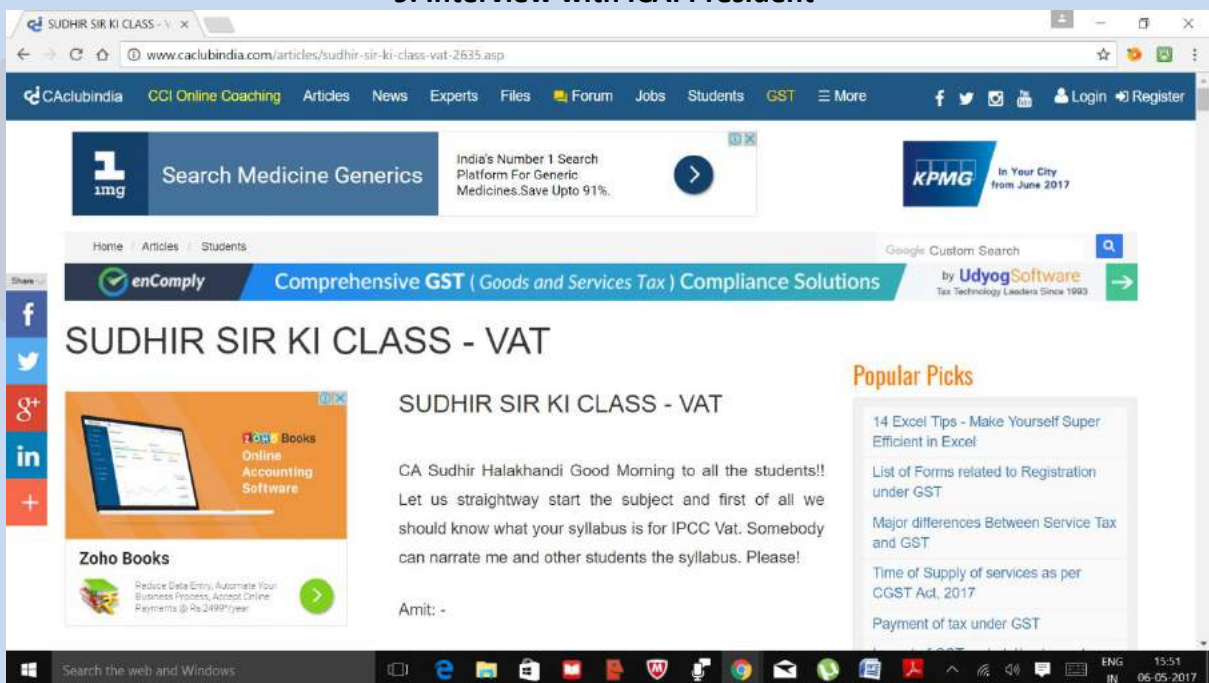 SUDHIR SIR KI CLASS - V
www.caclubindia.com/articles/sudhir-sir-ki-class-vat-2635.asp
CAclubindia CCI Online Coaching Articles News Experts Files Forum Jobs Students GST More Login Register
1mg
Search Medicine Generics
India's Number 1 Search
Platform For Generic
Medicines.Save Upto 91%.
KPMG
In Your City
from June 2017
Home / Articles / Students
Google Custom Search
enComply
Comprehensive GST ( Goods and Services Tax ) Compliance Solutions
by UdyogSoftware
Tax Technology Leaders Since 1993
Share
SUDHIR SIR KI CLASS - VAT
ZOHO Books
Online
Accounting
Software
Zoho Books
Reduce Data Entry, Automate Your
Business Process, Accept Online
Payments @ Rs.2499*/year
SUDHIR SIR KI CLASS - VAT
CA Sudhir Halakhandi Good Morning to all the students!!
Let us straightway start the subject and first of all we
should know what your syllabus is for IPCC Vat. Somebody
can narrate me and other students the syllabus. Please!
Amit: -
Popular Picks
14 Excel Tips - Make Yourself Super
Efficient in Excel
List of Forms related to Registration
under GST
Major differences Between Service Tax
and GST
Time of Supply of services as per
CGST Act, 2017
Payment of tax under GST
Search the web and Windows
ENG
IN
15:51
06-05-2017